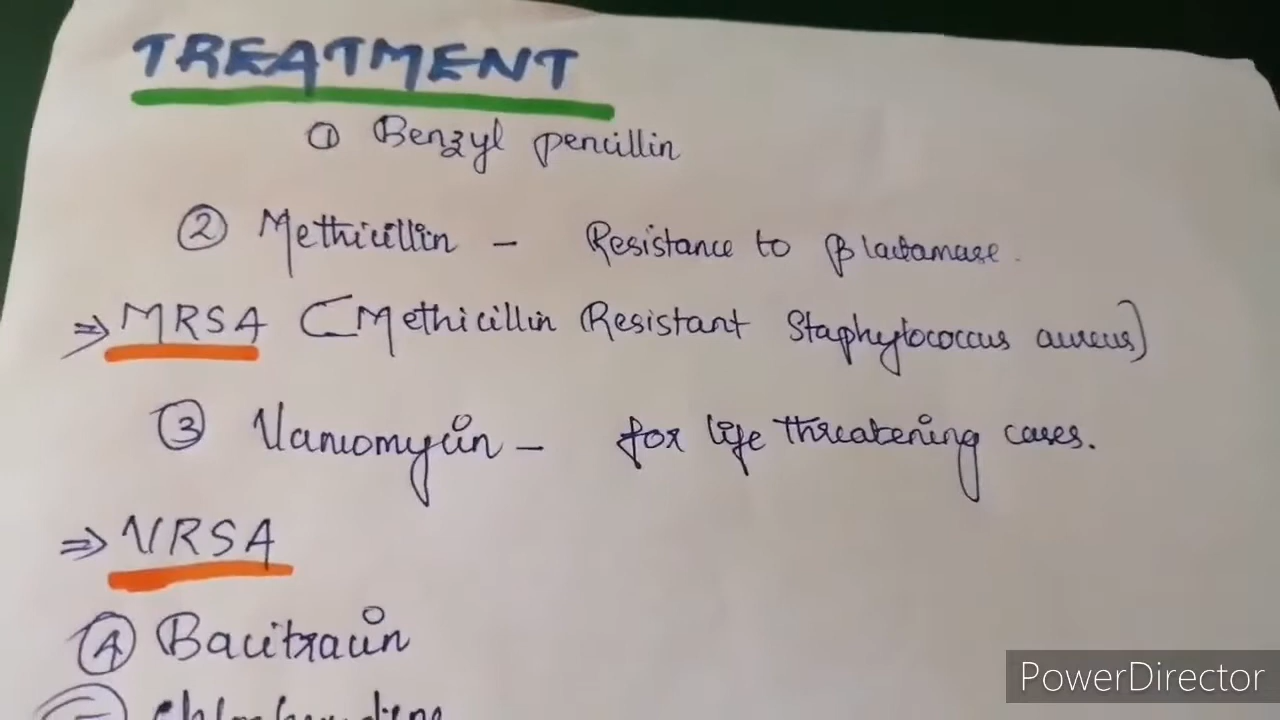 TREATMENT
① Benzyl pencillin
② Methicillin – Resistance to β lactamase.
⇒ MRSA (Methicillin Resistant Staphylococcus aureus)
③ Vancomycin – for life threatening cases.
⇒ VRSA
④ Bacitracin
PowerDirector